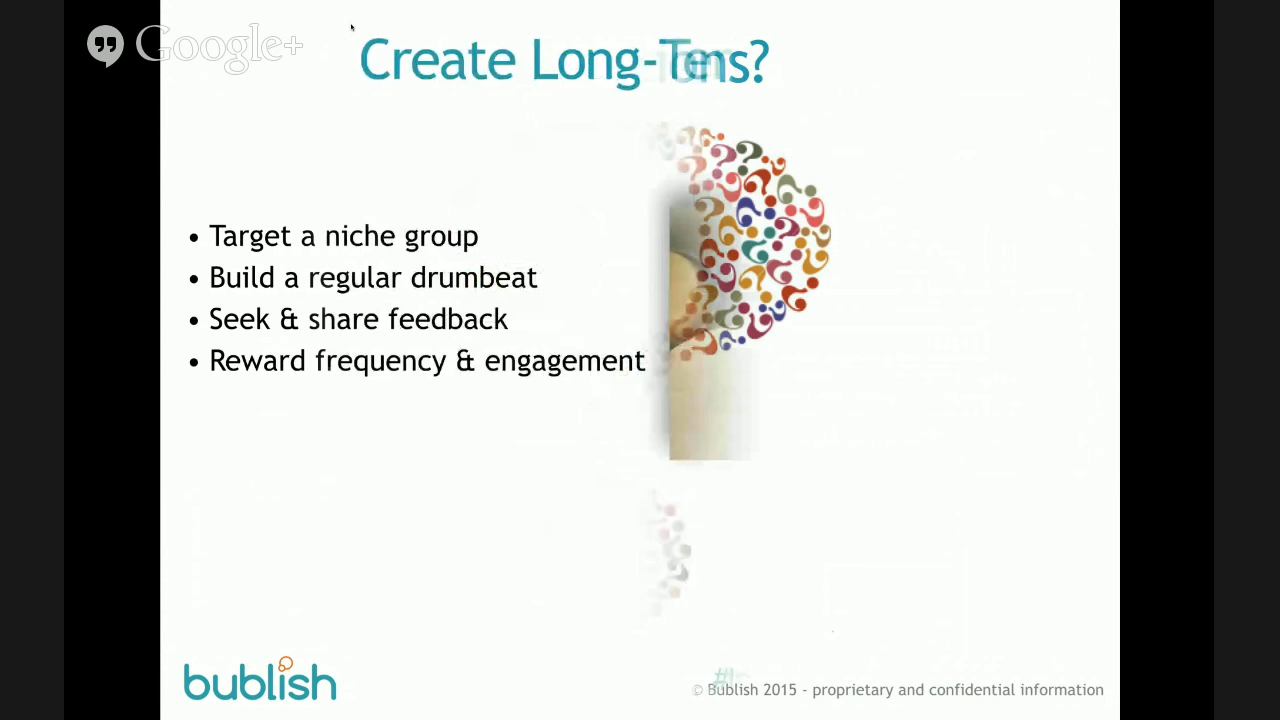 Google+
Create Long-
ns?
• Target a niche group
• Build a regular drumbeat
• Seek & share feedback
• Reward frequency & engagement
bublish
© Bublish 2015 - proprietary and confidential information